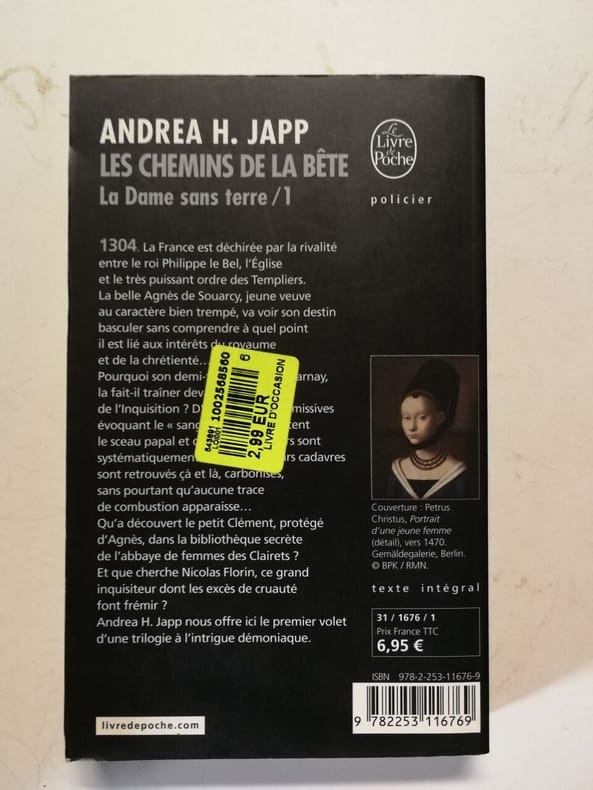 ANDREA H. JAPP
LES CHEMINS DE LA BÊTE
La Dame sans terre / 1
Le
Livre
de
Poche
policier
1304. La France est déchirée par la rivalité
entre le roi Philippe le Bel, l'Église
et le très puissant ordre des Templiers.
La belle Agnès de Souarcy, jeune veuve
au caractère bien trempé, va voir son destin
basculer sans comprendre à quel point
il est lié aux intérêts du royaume
et de la chrétienté…
Pourquoi son demi- arnay,
la fait-il traîner dev
de l'Inquisition ? D missives
évoquant le « sang tent
le sceau papal et rs sont
systématiquemen rs cadavres
sont retrouvés çà et là, carbonisés,
sans pourtant qu'aucune trace
de combustion apparaisse…
Qu'a découvert le petit Clément, protégé
d'Agnès, dans la bibliothèque secrète
de l'abbaye de femmes des Clairets ?
Et que cherche Nicolas Florin, ce grand
inquisiteur dont les excès de cruauté
font frémir ?
Andrea H. Japp nous offre ici le premier volet
d'une trilogie à l'intrigue démoniaque.
1002568560
6
2,99 EUR
LIVRE D'OCCASION
Couverture : Petrus
Christus, Portrait
d'une jeune femme
(détail), vers 1470.
Gemäldegalerie, Berlin.
© BPK / RMN.
texte intégral
31 / 1676 / 1
Prix France TTC
6,95 €
ISBN 978-2-253-11676-9
9 782253 116769
livredepoche.com